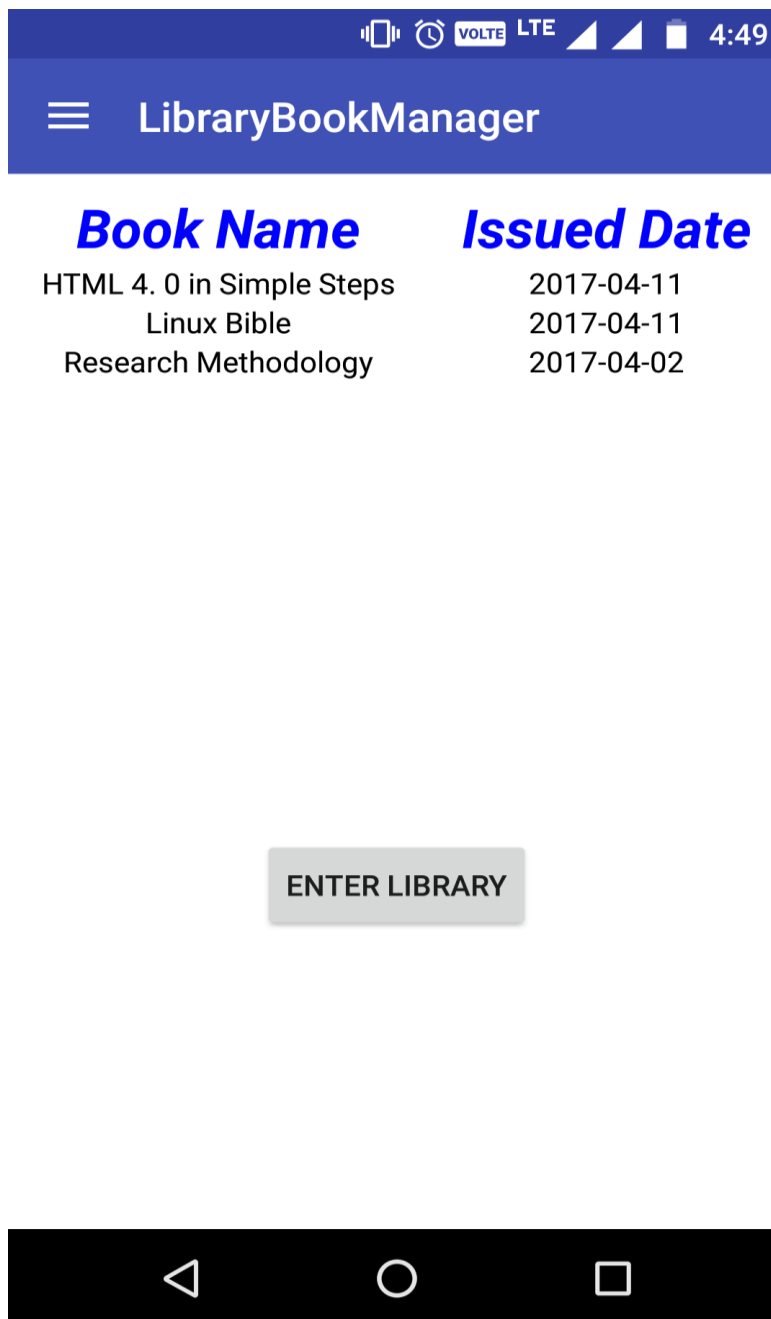 VOLTE LTE 4:49
LibraryBookManager
Book Name Issued Date
HTML 4. 0 in Simple Steps 2017-04-11
Linux Bible 2017-04-11
Research Methodology 2017-04-02
ENTER LIBRARY